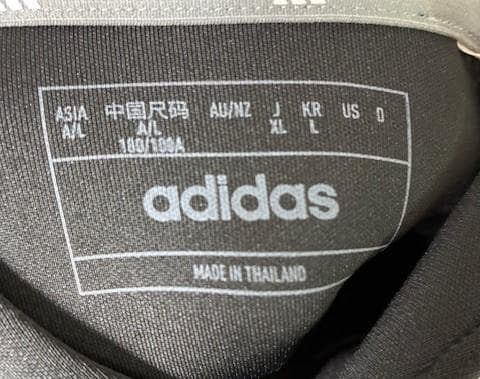 ASIA 中国尺码 AU/NZ J KR US D
A/L A/L XL L
180/100A
adidas
MADE IN THAILAND